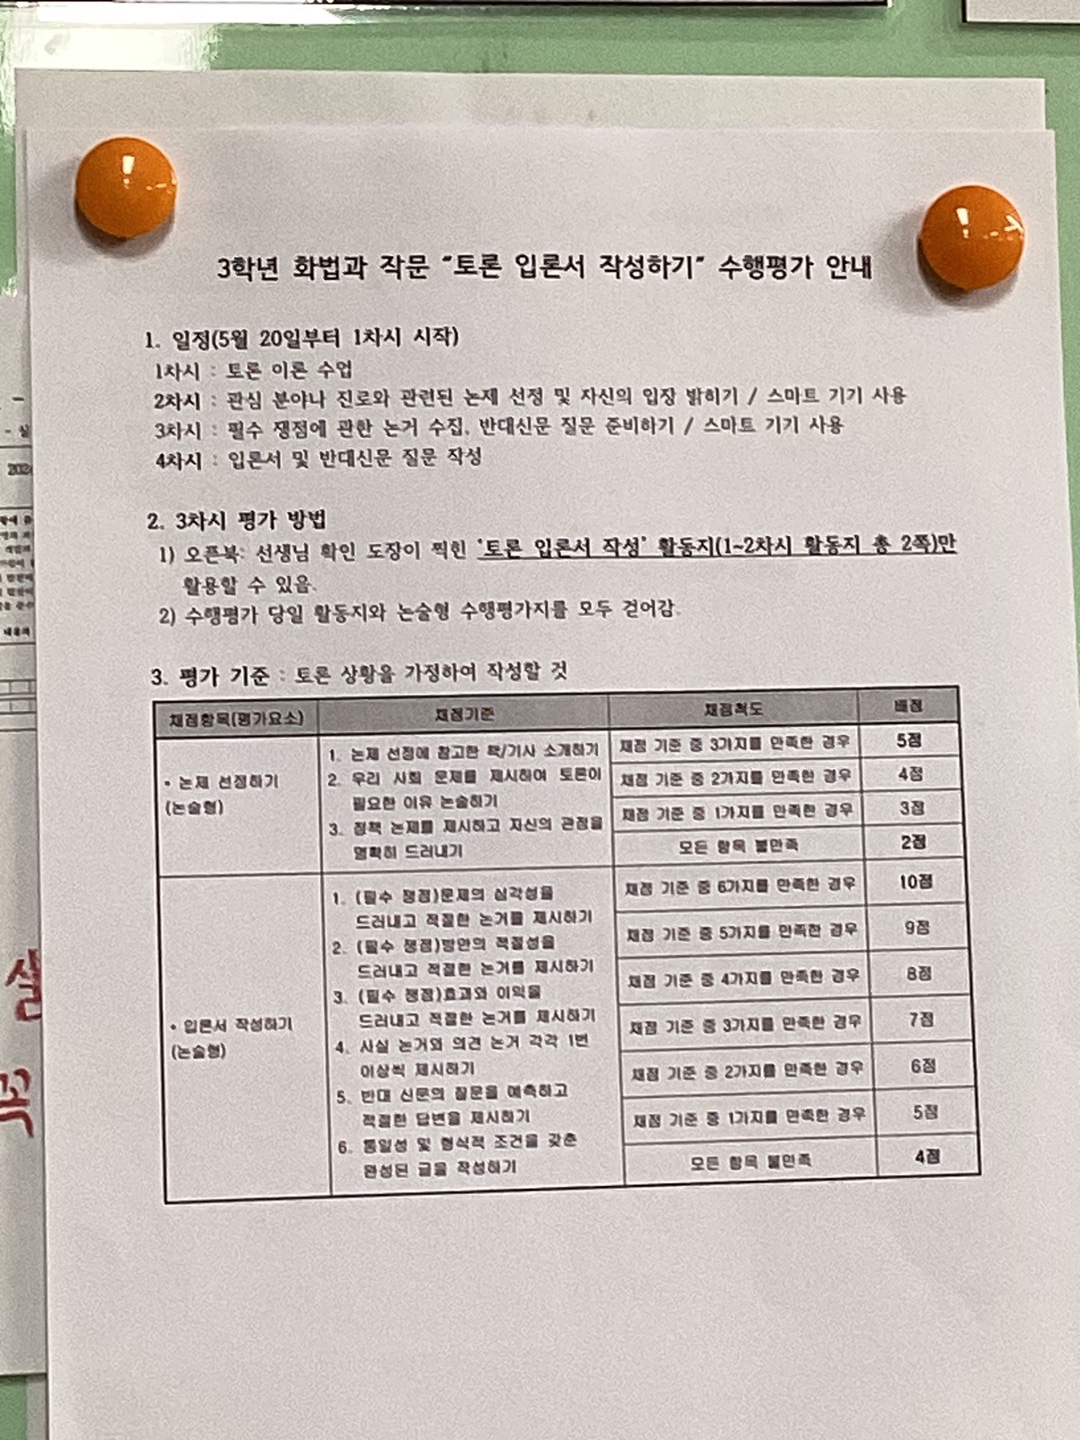 3학년 화법과 작문 "토론 입론서 작성하기" 수행평가 안내
1. 일정(5월 20일부터 1차시 시작)
1차시 : 토론 이론 수업
2차시 : 관심 분야나 진로와 관련된 논제 선정 및 자신의 입장 밝히기 / 스마트 기기 사용
3차시 : 필수 쟁점에 관한 논거 수집, 반대신문 질문 준비하기 / 스마트 기기 사용
4차시 : 입론서 및 반대신문 질문 작성
2. 3차시 평가 방법
1) 오픈북: 선생님 확인 도장이 찍힌 '토론 입론서 작성' 활동지(1~2차시 활동지 총 2쪽)만
활용할 수 있음.
2) 수행평가 당일 활동지와 논술형 수행평가지를 모두 걷어감.
3. 평가 기준 : 토론 상황을 가정하여 작성할 것
채점항목(평가요소) 채점기준 채점척도 배점
• 논제 선정하기
(논술형)
1. 논제 선정에 참고한 책/기사 소개하기
2. 우리 사회 문제를 제시하여 토론이
필요한 이유 논술하기
3. 정책 논제를 제시하고 자신의 관점을
명확히 드러내기
채점 기준 중 3가지를 만족한 경우 5점
채점 기준 중 2가지를 만족한 경우 4점
채점 기준 중 1가지를 만족한 경우 3점
모든 항목 불만족 2점
• 입론서 작성하기
(논술형)
1. (필수 쟁점)문제의 심각성을
드러내고 적절한 논거를 제시하기
2. (필수 쟁점)방안의 적절성을
드러내고 적절한 논거를 제시하기
3. (필수 쟁점)효과와 이익을
드러내고 적절한 논거를 제시하기
4. 사실 논거와 의견 논거 각각 1번
이상씩 제시하기
5. 반대 신문의 질문을 예측하고
적절한 답변을 제시하기
6. 통일성 및 형식적 조건을 갖춘
완성된 글을 작성하기
채점 기준 중 6가지를 만족한 경우 10점
채점 기준 중 5가지를 만족한 경우 9점
채점 기준 중 4가지를 만족한 경우 8점
채점 기준 중 3가지를 만족한 경우 7점
채점 기준 중 2가지를 만족한 경우 6점
채점 기준 중 1가지를 만족한 경우 5점
모든 항목 불만족 4점
꼭